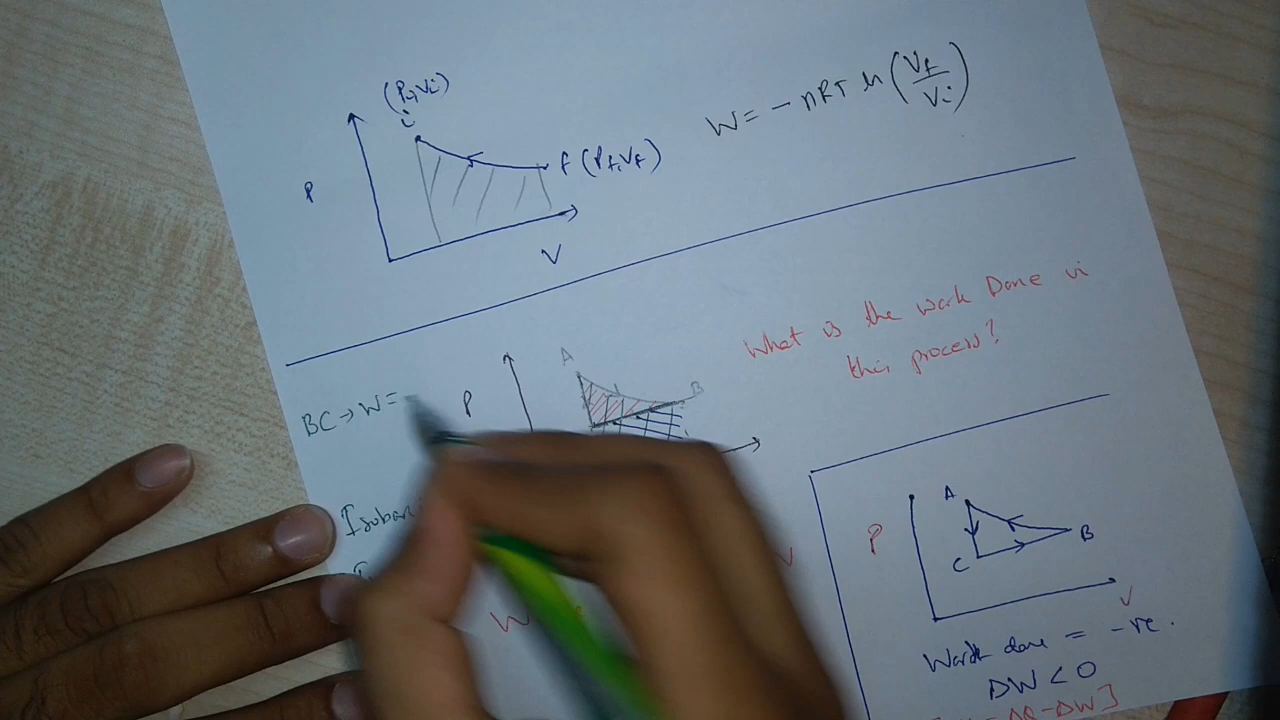 (Pi, Vi)
i
f (Pf, Vf)
P
V
W = - nRT ln (Vf/Vi)
What is the Work Done in
this process?
BC → W =
P
A
B
V
W
A
B
C
P
V
Work done = -ve.
DW < 0